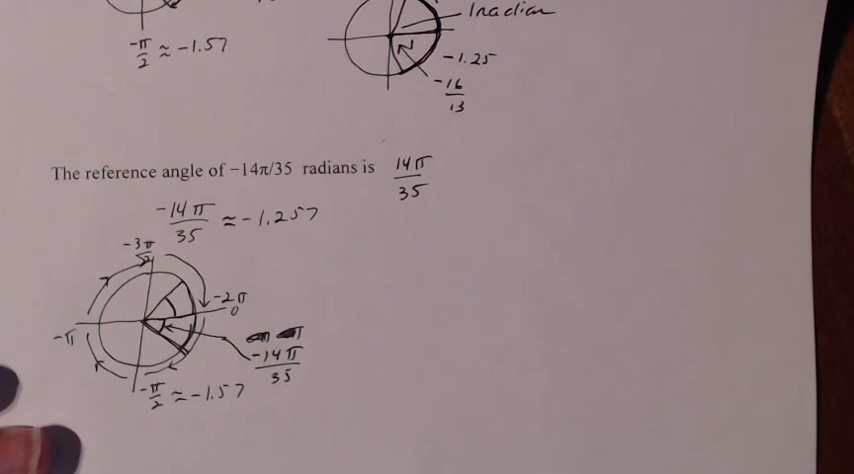 1 radian
-π/2 ≈ -1.57
-1.25
-16/13
The reference angle of −14π/35 radians is 14π/35
-14π/35 ≈ -1.257
-3π/2
-2π
0
-π
-14π/35
-π/2 ≈ -1.57